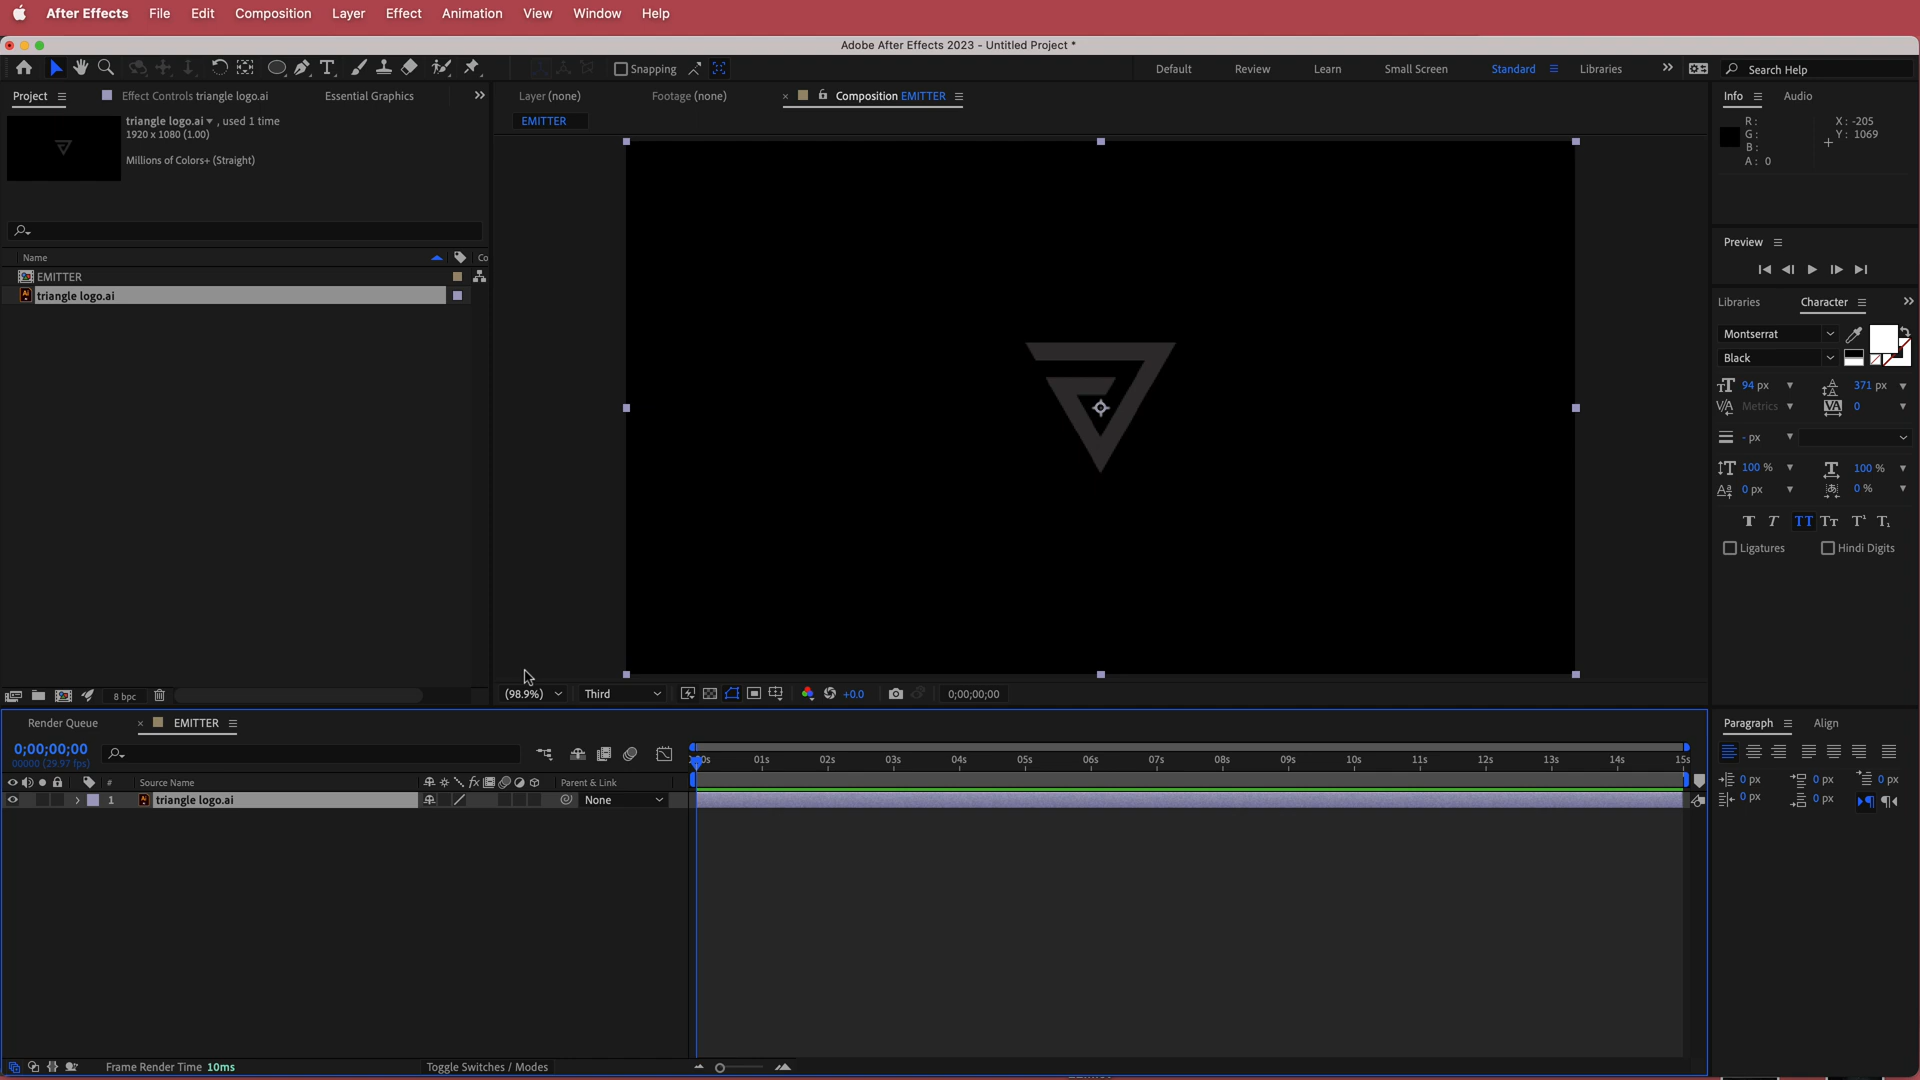 After Effects File Edit Composition Layer Effect Animation View Window Help
Adobe After Effects 2023 - Untitled Project *
Snapping Default Review Learn Small Screen Standard Libraries Search Help
Project Effect Controls triangle logo.ai Essential Graphics
Layer (none) Footage (none) Composition EMITTER
Info Audio
triangle logo.ai , used 1 time
1920 x 1080 (1.00)
Millions of Colors+ (Straight)
EMITTER
R:
G:
B:
A: 0
X: -205
Y: 1069
Preview
Name Co
EMITTER
triangle logo.ai
Libraries Character
Montserrat
Black
94 px 371 px
Metrics 0
- px
100 % 100 %
0 px 0 %
Ligatures Hindi Digits
8 bpc
(98.9%) Third +0.0 0;00;00;00
Render Queue EMITTER
Paragraph Align
0;00;00;00
00000 (29.97 fps)
01s 02s 03s 04s 05s 06s 07s 08s 09s 10s 11s 12s 13s 14s 15s
# Source Name Parent & Link
1 triangle logo.ai None
0 px 0 px 0 px
0 px 0 px
Frame Render Time 10ms Toggle Switches / Modes